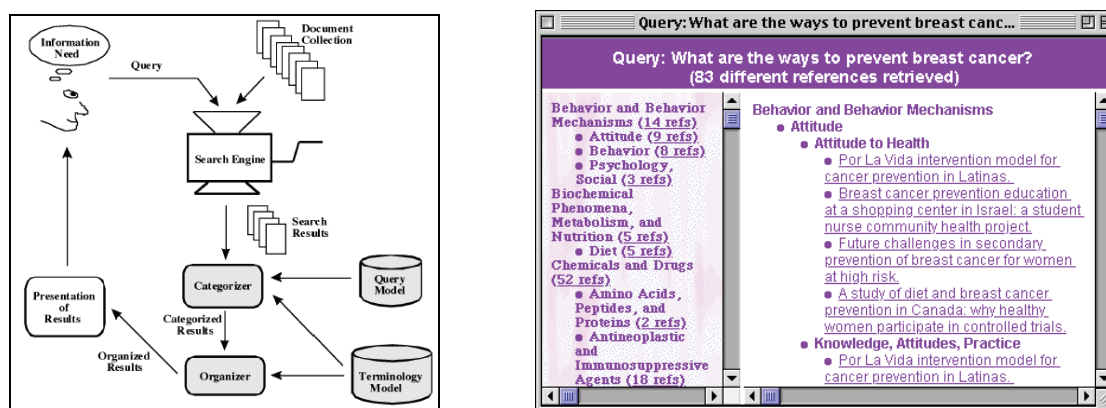 Information
Need
Document
Collection
Query
Search Engine
Search
Results
Categorizer
Query
Model
Presentation
of
Results
Categorized
Results
Organized
Results
Organizer
Terminology
Model
Query: What are the ways to prevent breast canc...
Query: What are the ways to prevent breast cancer?
(83 different references retrieved)
Behavior and Behavior
Mechanisms (14 refs)
● Attitude (9 refs)
● Behavior (8 refs)
● Psychology,
Social (3 refs)
Biochemical
Phenomena,
Metabolism, and
Nutrition (5 refs)
● Diet (5 refs)
Chemicals and Drugs
(52 refs)
● Amino Acids,
Peptides, and
Proteins (2 refs)
● Antineoplastic
and
Immunosuppressive
Agents (18 refs)
Behavior and Behavior Mechanisms
● Attitude
● Attitude to Health
● Por La Vida intervention model for
cancer prevention in Latinas.
● Breast cancer prevention education
at a shopping center in Israel: a student
nurse community health project.
● Future challenges in secondary
prevention of breast cancer for women
at high risk.
● A study of diet and breast cancer
prevention in Canada: why healthy
women participate in controlled trials.
● Knowledge, Attitudes, Practice
● Por La Vida intervention model for
cancer prevention in Latinas.